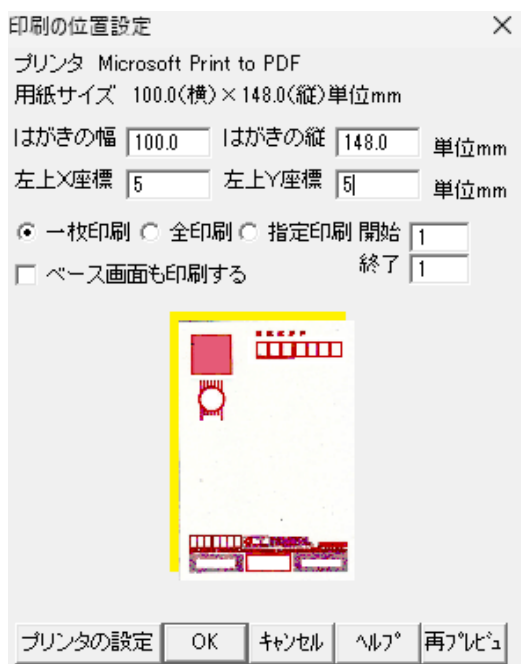 印刷の位置設定
プリンタ Microsoft Print to PDF
用紙サイズ 100.0(横)×148.0(縦)単位mm
はがきの幅 100.0 はがきの縦 148.0 単位mm
左上X座標 5 左上Y座標 5 単位mm
一枚印刷 全印刷 指定印刷 開始 1
終了 1
ベース画面も印刷する
プリンタの設定 OK ｷｬﾝｾﾙ ﾍﾙﾌﾟ 再ﾌﾟﾚﾋﾞｭ